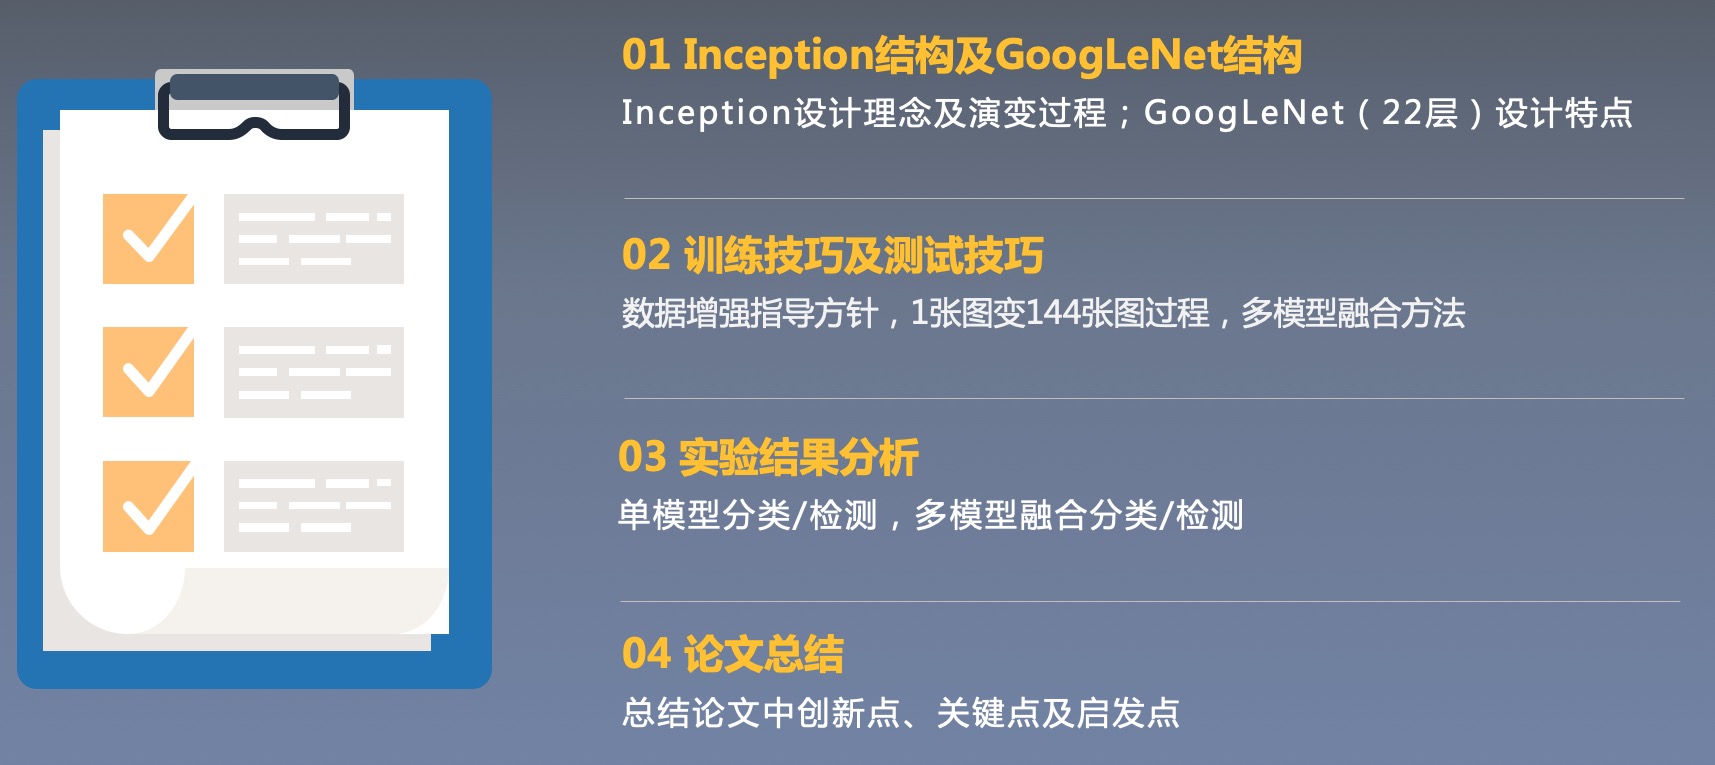 01 Inception结构及GoogLeNet结构
Inception设计理念及演变过程；GoogLeNet（22层）设计特点
02 训练技巧及测试技巧
数据增强指导方针，1张图变144张图过程，多模型融合方法
03 实验结果分析
单模型分类/检测，多模型融合分类/检测
04 论文总结
总结论文中创新点、关键点及启发点